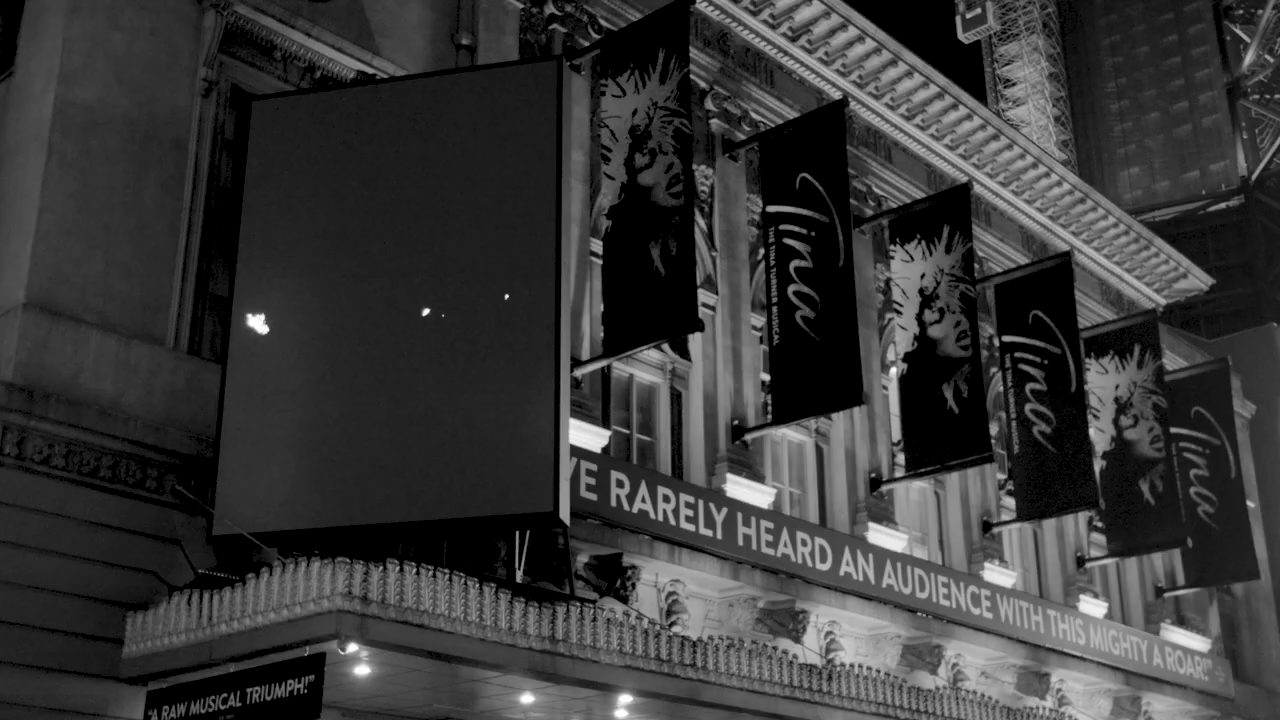 Tina
THE TINA TURNER MUSICAL
Tina
Tina
VE RARELY HEARD AN AUDIENCE WITH THIS MIGHTY A ROAR!"
"A RAW MUSICAL TRIUMPH!"